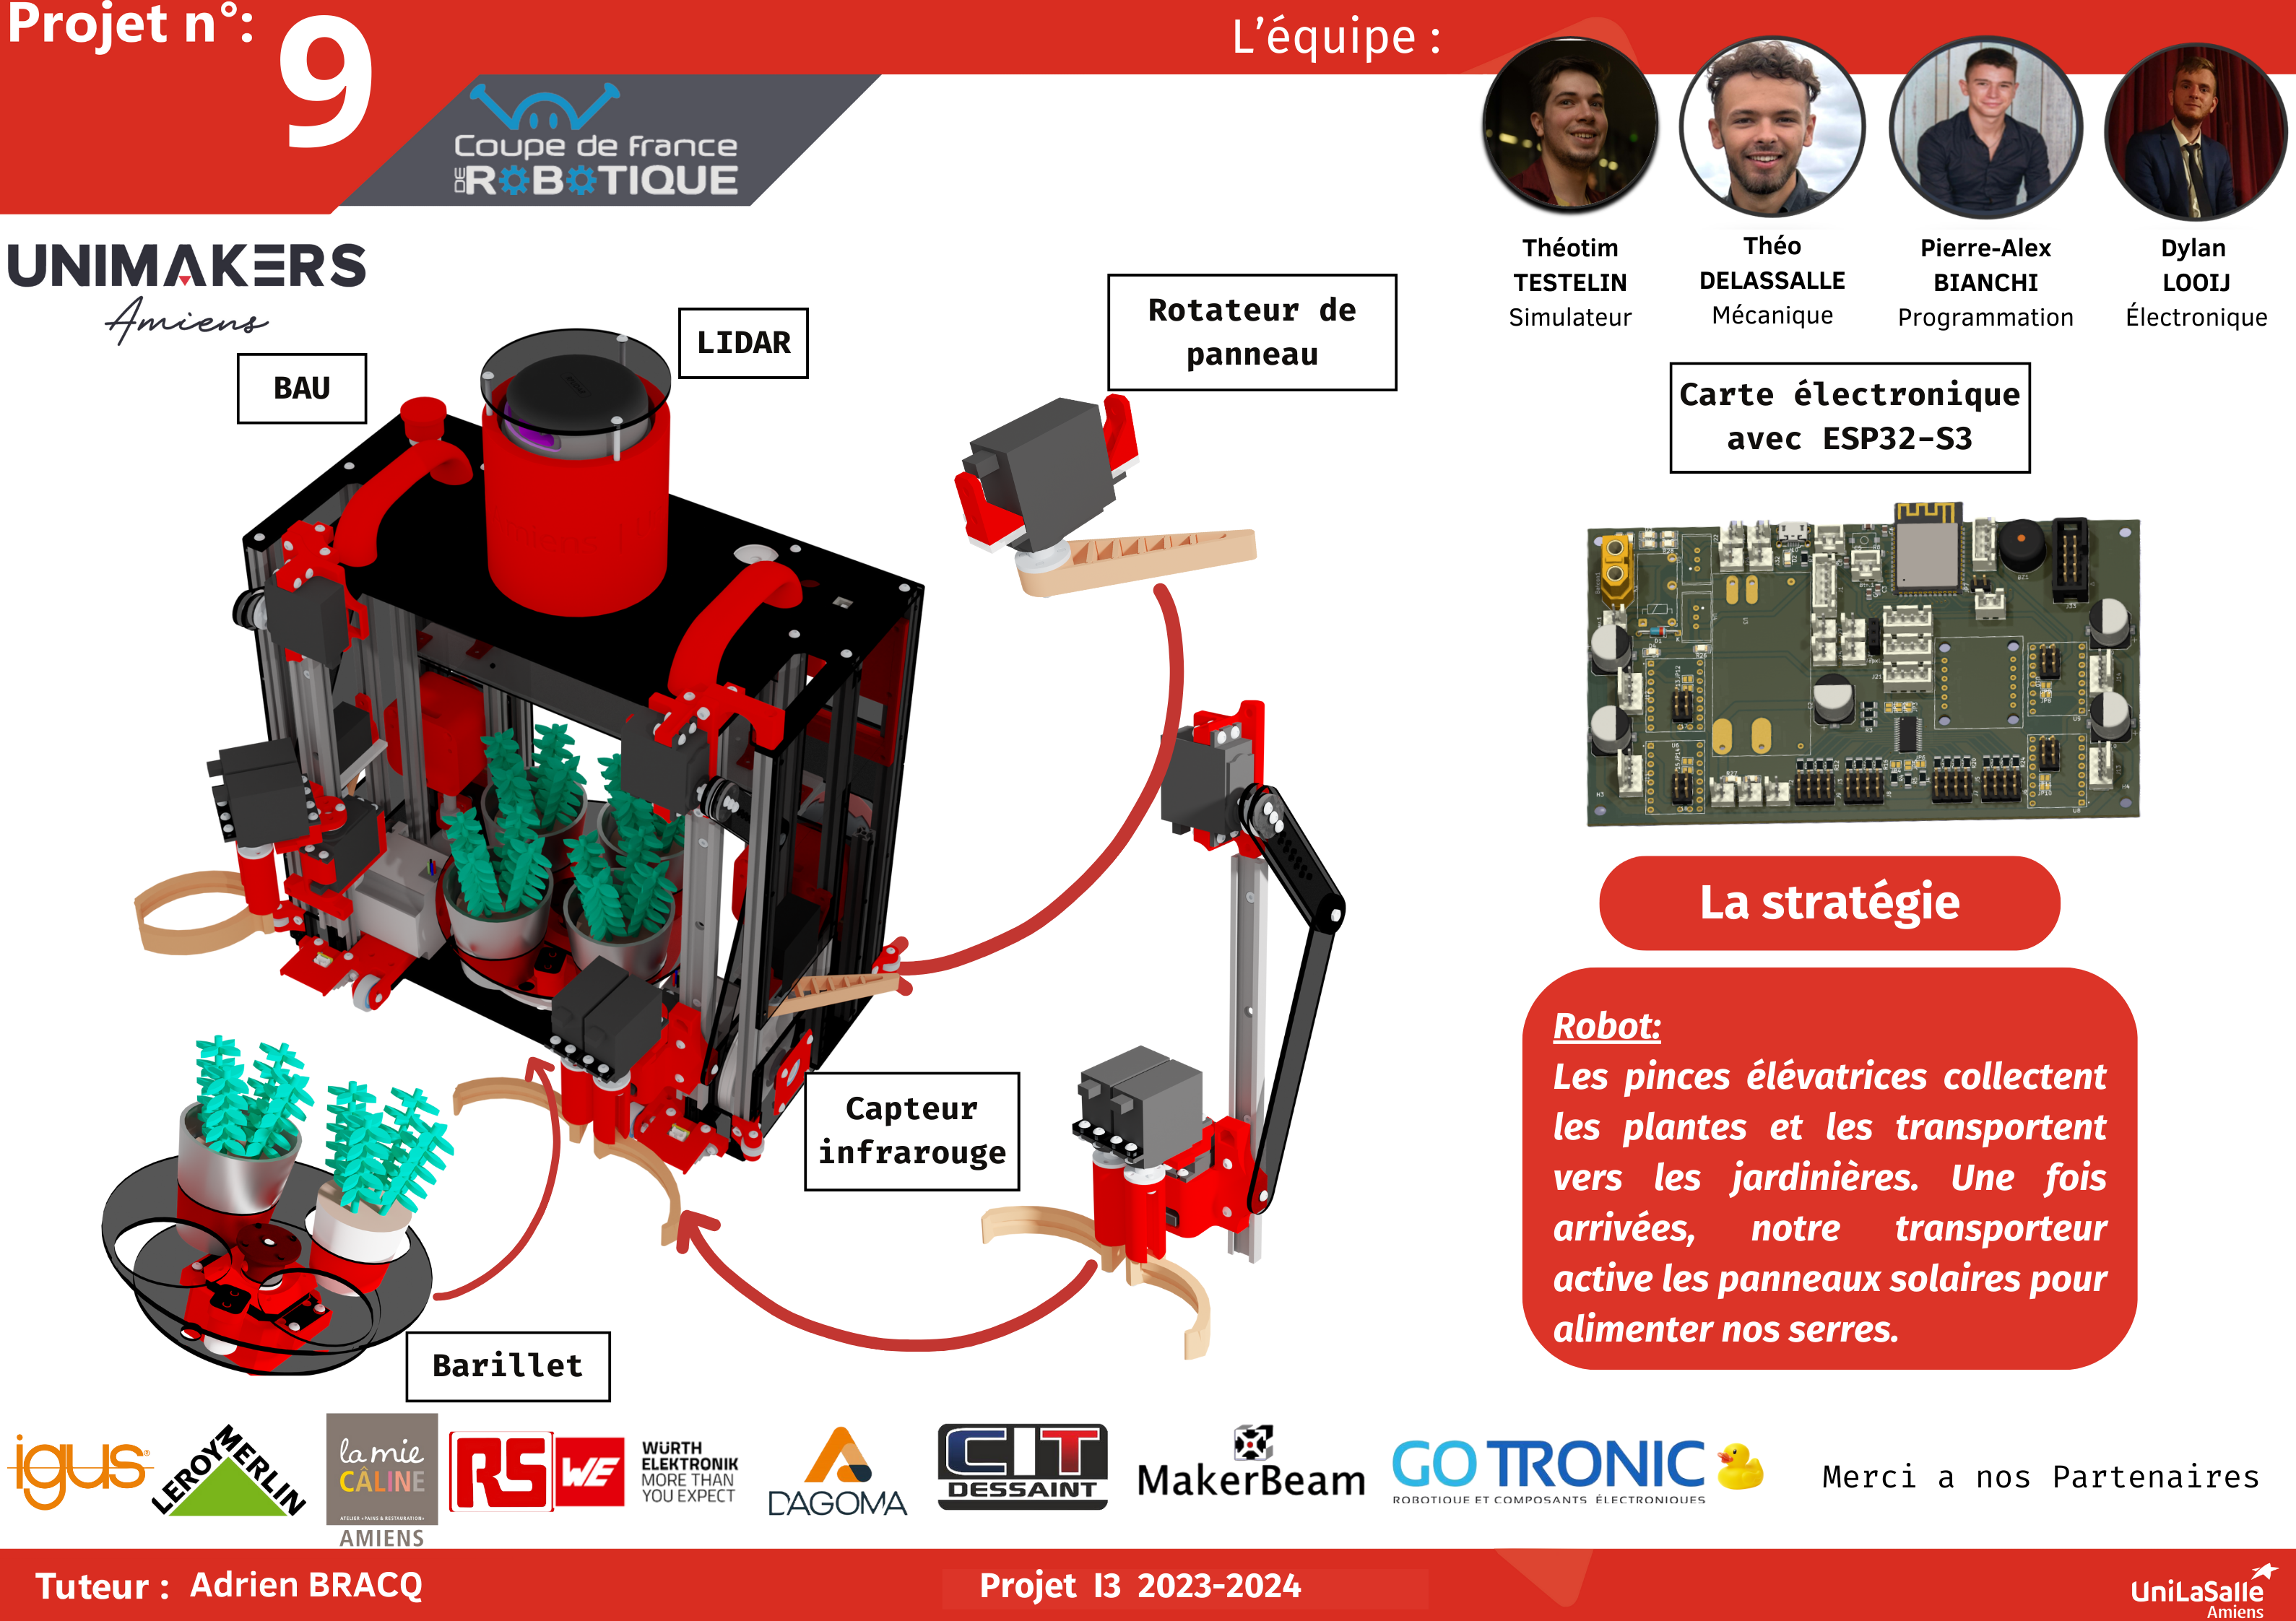 Projet n°:
9
L'équipe :
Coupe de france
DE ROBOTIQUE
UNIMAKERS
Amiens
Théotim
TESTELIN
Simulateur
Théo
DELASSALLE
Mécanique
Pierre-Alex
BIANCHI
Programmation
Dylan
LOOIJ
Électronique
BAU
LIDAR
Rotateur de
panneau
Carte électronique
avec ESP32-S3
La stratégie
Robot:
Les pinces élévatrices collectent
les plantes et les transportent
vers les jardinières. Une fois
arrivées, notre transporteur
active les panneaux solaires pour
alimenter nos serres.
Capteur
infrarouge
Barillet
igus
LEROY MERLIN
la mie
CÂLINE
ATELIER « PAINS & RESTAURATION »
AMIENS
RS
WE
WÜRTH
ELEKTRONIK
MORE THAN
YOU EXPECT
DAGOMA
CIT
DESSAINT
MakerBeam
GO TRONIC
ROBOTIQUE ET COMPOSANTS ÉLECTRONIQUES
Merci a nos Partenaires
Tuteur : Adrien BRACQ
Projet I3 2023-2024
UniLaSalle
Amiens